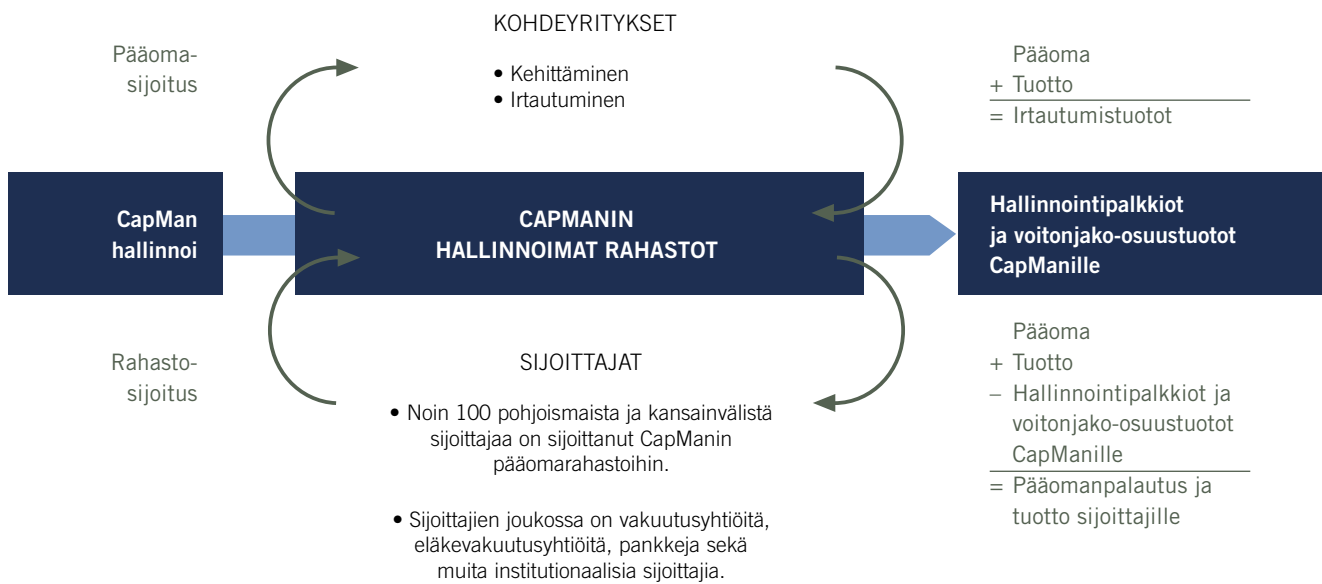 KOHDEYRITYKSET
• Kehittäminen
• Irtautuminen
Pääoma-
sijoitus
Pääoma
+ Tuotto
= Irtautumistuotot
CapMan
hallinnoi
CAPMANIN
HALLINNOIMAT RAHASTOT
Hallinnointipalkkiot
ja voitonjako-osuustuotot
CapManille
Rahasto-
sijoitus
SIJOITTAJAT
• Noin 100 pohjoismaista ja kansainvälistä
sijoittajaa on sijoittanut CapManin
pääomarahastoihin.
• Sijoittajien joukossa on vakuutusyhtiöitä,
eläkevakuutusyhtiöitä, pankkeja sekä
muita institutionaalisia sijoittajia.
Pääoma
+ Tuotto
– Hallinnointipalkkiot ja
voitonjako-osuustuotot
CapManille
= Pääomanpalautus ja
tuotto sijoittajille